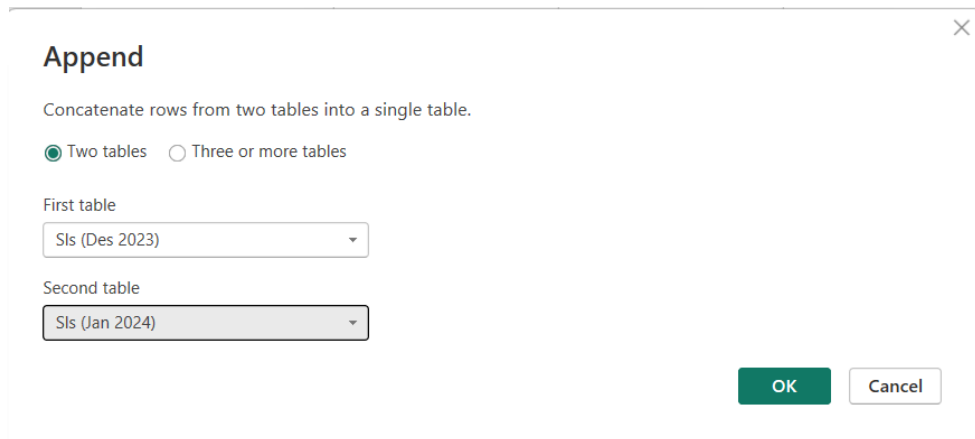 Append
Concatenate rows from two tables into a single table.
Two tables Three or more tables
First table
Sls (Des 2023)
Second table
Sls (Jan 2024)
OK Cancel